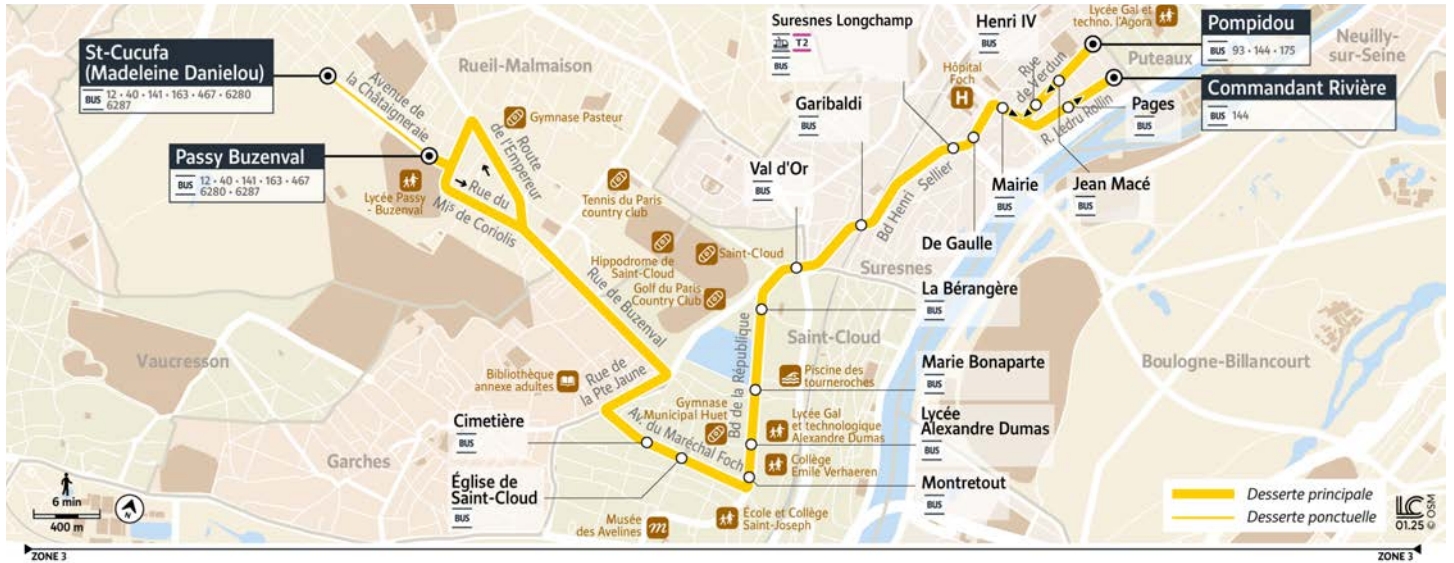 St-Cucufa
(Madeleine Danielou)
BUS 12 • 40 • 141 • 163 • 467 • 6280
6287
Passy Buzenval
BUS 12 • 40 • 141 • 163 • 467
6280 • 6287
Avenue de
la Châtaigneraie
Rueil-Malmaison
Gymnase Pasteur
Route
de l'Empereur
Rue du
Mis de Coriolis
Lycée Passy
- Buzenval
Tennis du Paris
country club
Hippodrome de
Saint-Cloud
Saint-Cloud
Golf du Paris
Country Club
Rue de Buzenval
Vaucresson
Bibliothèque
annexe adultes
Rue de
la Pte Jaune
Gymnase
Municipal Huet
Av. du Maréchal Foch
Cimetière
BUS
Garches
Église de
Saint-Cloud
BUS
Musée
des Avelines
m
École et Collège
Saint-Joseph
Suresnes Longchamp
T2
BUS
Garibaldi
BUS
Val d'Or
BUS
Henri IV
BUS
Hôpital
Foch
H
Lycée Gal et
techno. l'Agora
Rue
de Verdun
Pompidou
BUS 93 • 144 • 175
Puteaux
Neuilly-
sur-Seine
Commandant Rivière
BUS 144
R. Ledru Rollin
Pages
BUS
Mairie
BUS
Jean Macé
BUS
Bd Henri Sellier
De Gaulle
BUS
Suresnes
La Bérangère
BUS
Bd de la République
Saint-Cloud
Marie Bonaparte
BUS
Piscine des
tourneroches
Lycée Gal
et technologique
Alexandre Dumas
Lycée
Alexandre Dumas
BUS
Collège
Emile Verhaeren
Montretout
BUS
Boulogne-Billancourt
6 min
400 m
N
Desserte principale
Desserte ponctuelle
LC
01.25
© OSM
ZONE 3
ZONE 3